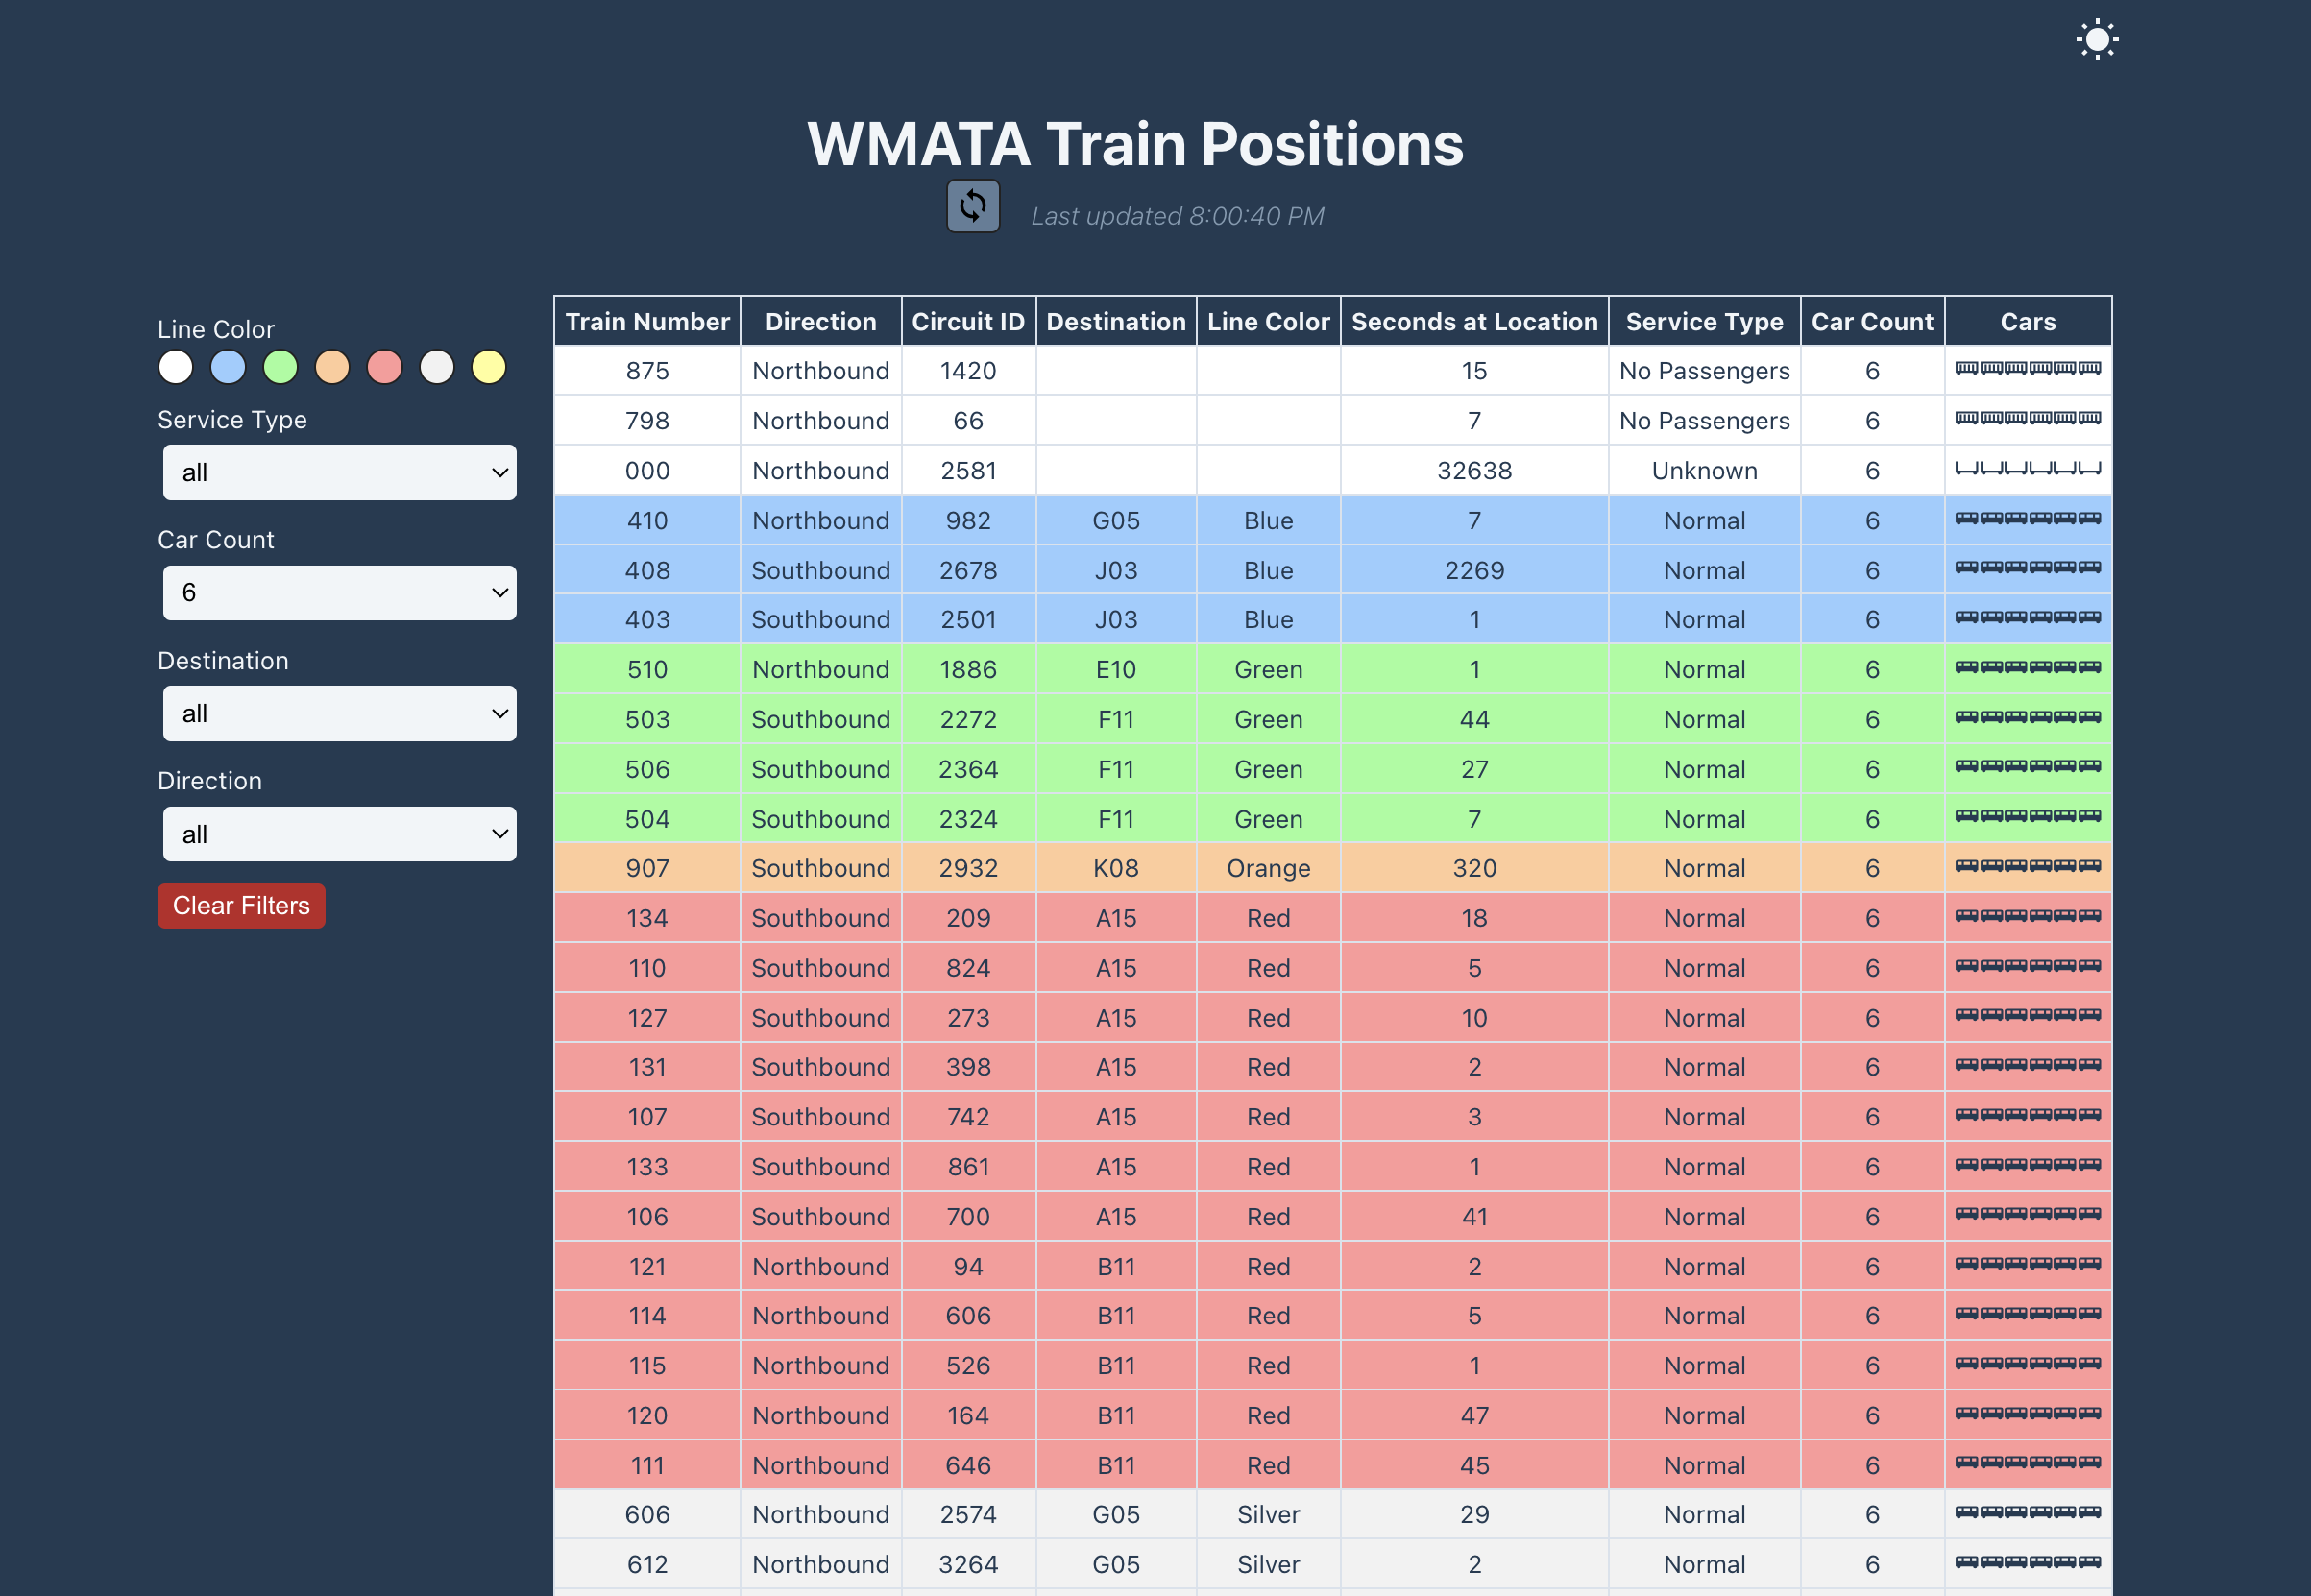 WMATA Train Positions
Last updated 8:00:40 PM
Line Color
Service Type
all
Car Count
6
Destination
all
Direction
all
Clear Filters
Train Number Direction Circuit ID Destination Line Color Seconds at Location Service Type Car Count Cars
875 Northbound 1420 15 No Passengers 6
798 Northbound 66 7 No Passengers 6
000 Northbound 2581 32638 Unknown 6
410 Northbound 982 G05 Blue 7 Normal 6
408 Southbound 2678 J03 Blue 2269 Normal 6
403 Southbound 2501 J03 Blue 1 Normal 6
510 Northbound 1886 E10 Green 1 Normal 6
503 Southbound 2272 F11 Green 44 Normal 6
506 Southbound 2364 F11 Green 27 Normal 6
504 Southbound 2324 F11 Green 7 Normal 6
907 Southbound 2932 K08 Orange 320 Normal 6
134 Southbound 209 A15 Red 18 Normal 6
110 Southbound 824 A15 Red 5 Normal 6
127 Southbound 273 A15 Red 10 Normal 6
131 Southbound 398 A15 Red 2 Normal 6
107 Southbound 742 A15 Red 3 Normal 6
133 Southbound 861 A15 Red 1 Normal 6
106 Southbound 700 A15 Red 41 Normal 6
121 Northbound 94 B11 Red 2 Normal 6
114 Northbound 606 B11 Red 5 Normal 6
115 Northbound 526 B11 Red 1 Normal 6
120 Northbound 164 B11 Red 47 Normal 6
111 Northbound 646 B11 Red 45 Normal 6
606 Northbound 2574 G05 Silver 29 Normal 6
612 Northbound 3264 G05 Silver 2 Normal 6